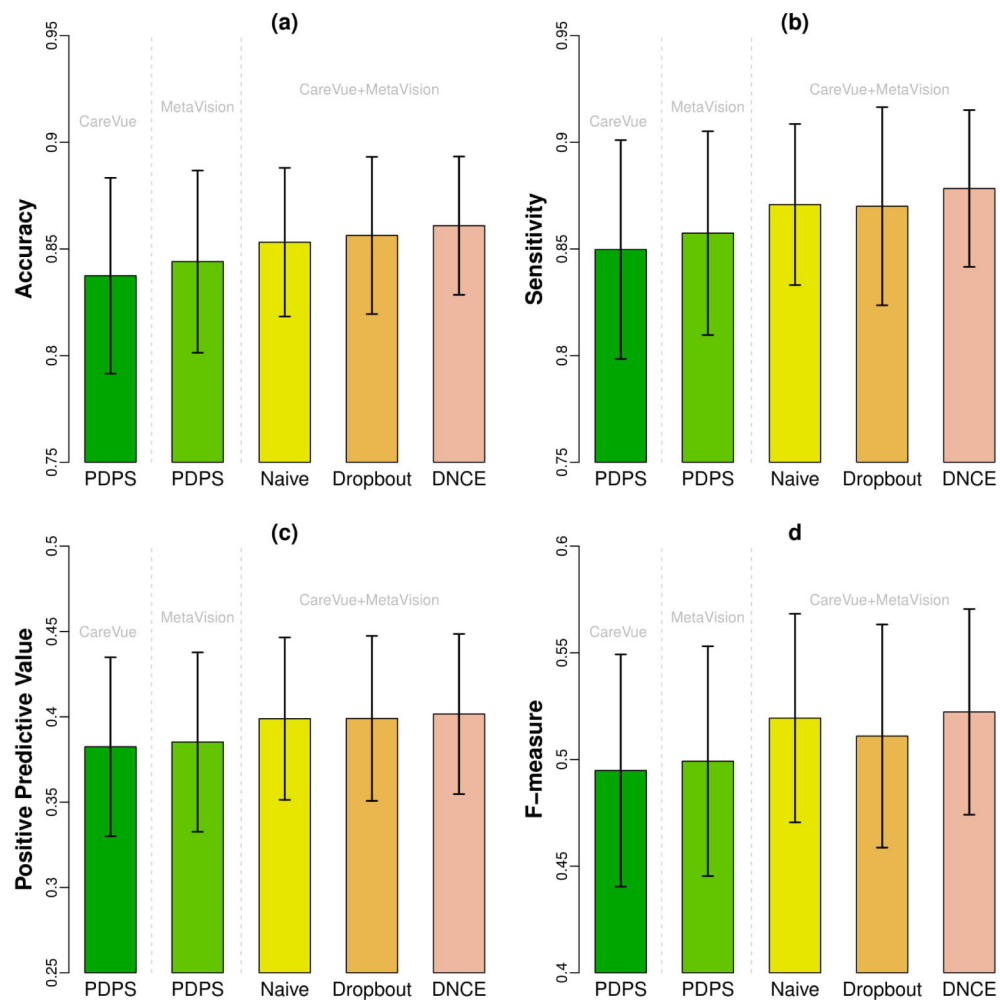 (a)
0.95
0.9
0.85
0.8
0.75
Accuracy
CareVue
MetaVision
CareVue+MetaVision
PDPS
PDPS
Naive
Dropbout
DNCE
(b)
0.95
0.9
0.85
0.8
0.75
Sensitivity
CareVue
MetaVision
CareVue+MetaVision
PDPS
PDPS
Naive
Dropbout
DNCE
(c)
0.5
0.45
0.4
0.35
0.3
0.25
Positive Predictive Value
CareVue
MetaVision
CareVue+MetaVision
PDPS
PDPS
Naive
Dropbout
DNCE
d
0.6
0.55
0.5
0.45
0.4
F−measure
CareVue
MetaVision
CareVue+MetaVision
PDPS
PDPS
Naive
Dropbout
DNCE